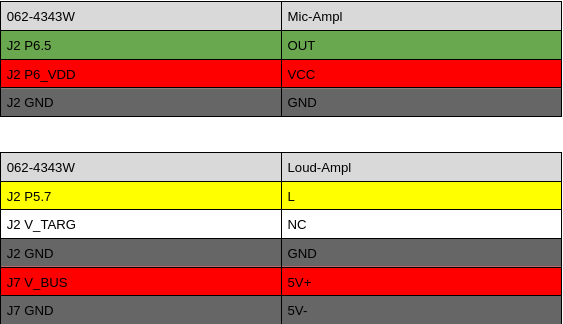 062-4343W Mic-Ampl
J2 P6.5 OUT
J2 P6_VDD VCC
J2 GND GND
062-4343W Loud-Ampl
J2 P5.7 L
J2 V_TARG NC
J2 GND GND
J7 V_BUS 5V+
J7 GND 5V-